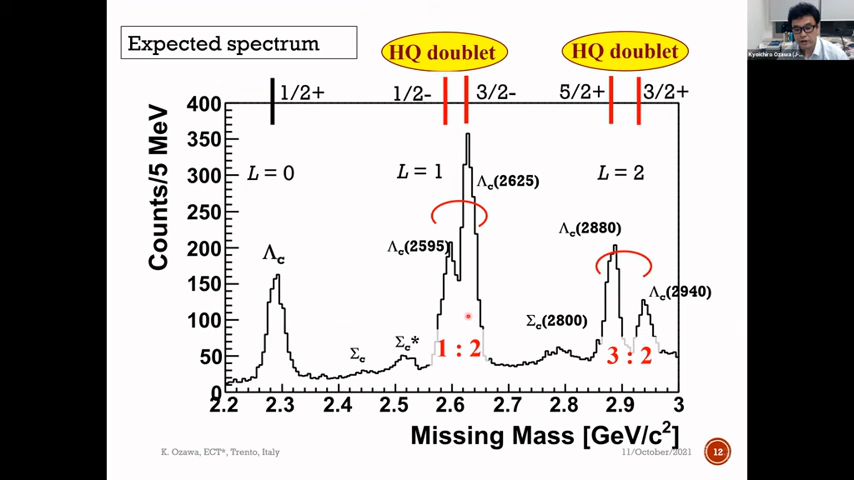 Expected spectrum
HQ doublet
HQ doublet
1/2+
1/2-
3/2-
5/2+
3/2+
Counts/5 MeV
400
350
300
250
200
150
100
50
0
L = 0
L = 1
L = 2
Λc(2625)
Λc(2880)
Λc
Λc(2595)
Λc(2940)
Σc
Σc*
Σc(2800)
1 : 2
3 : 2
2.2
2.3
2.4
2.5
2.6
2.7
2.8
2.9
3
Missing Mass [GeV/c²]
K. Ozawa, ECT*, Trento, Italy
11/October/2021
12